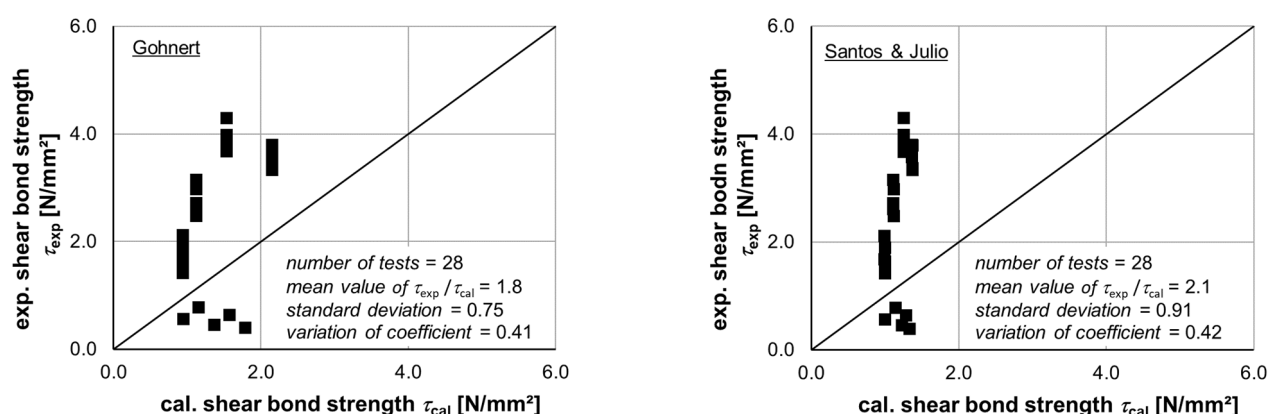 6.0
Gohnert
4.0
2.0
0.0
exp. shear bond strength
τexp [N/mm²]
number of tests = 28
mean value of τexp / τcal = 1.8
standard deviation = 0.75
variation of coefficient = 0.41
0.0 2.0 4.0 6.0
cal. shear bond strength τcal [N/mm²]
6.0
Santos & Julio
4.0
2.0
0.0
exp. shear bodn strength
τexp [N/mm²]
number of tests = 28
mean value of τexp / τcal = 2.1
standard deviation = 0.91
variation of coefficient = 0.42
0.0 2.0 4.0 6.0
cal. shear bond strength τcal [N/mm²]